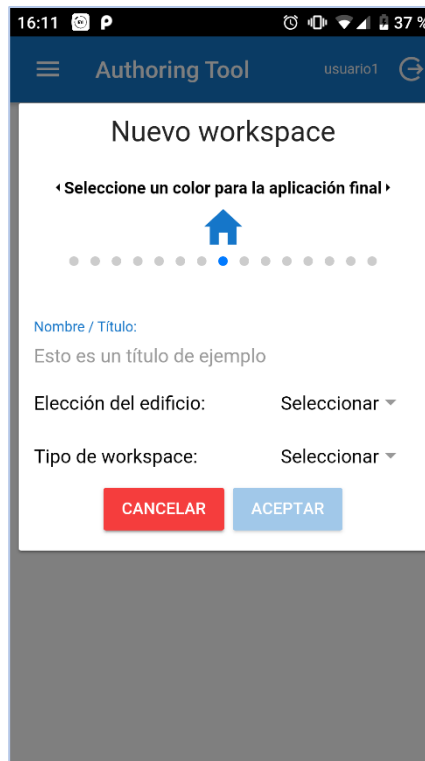 16:11 37 %
Authoring Tool usuario1
Nuevo workspace
Seleccione un color para la aplicación final
Nombre / Título:
Esto es un título de ejemplo
Elección del edificio: Seleccionar
Tipo de workspace: Seleccionar
CANCELAR ACEPTAR